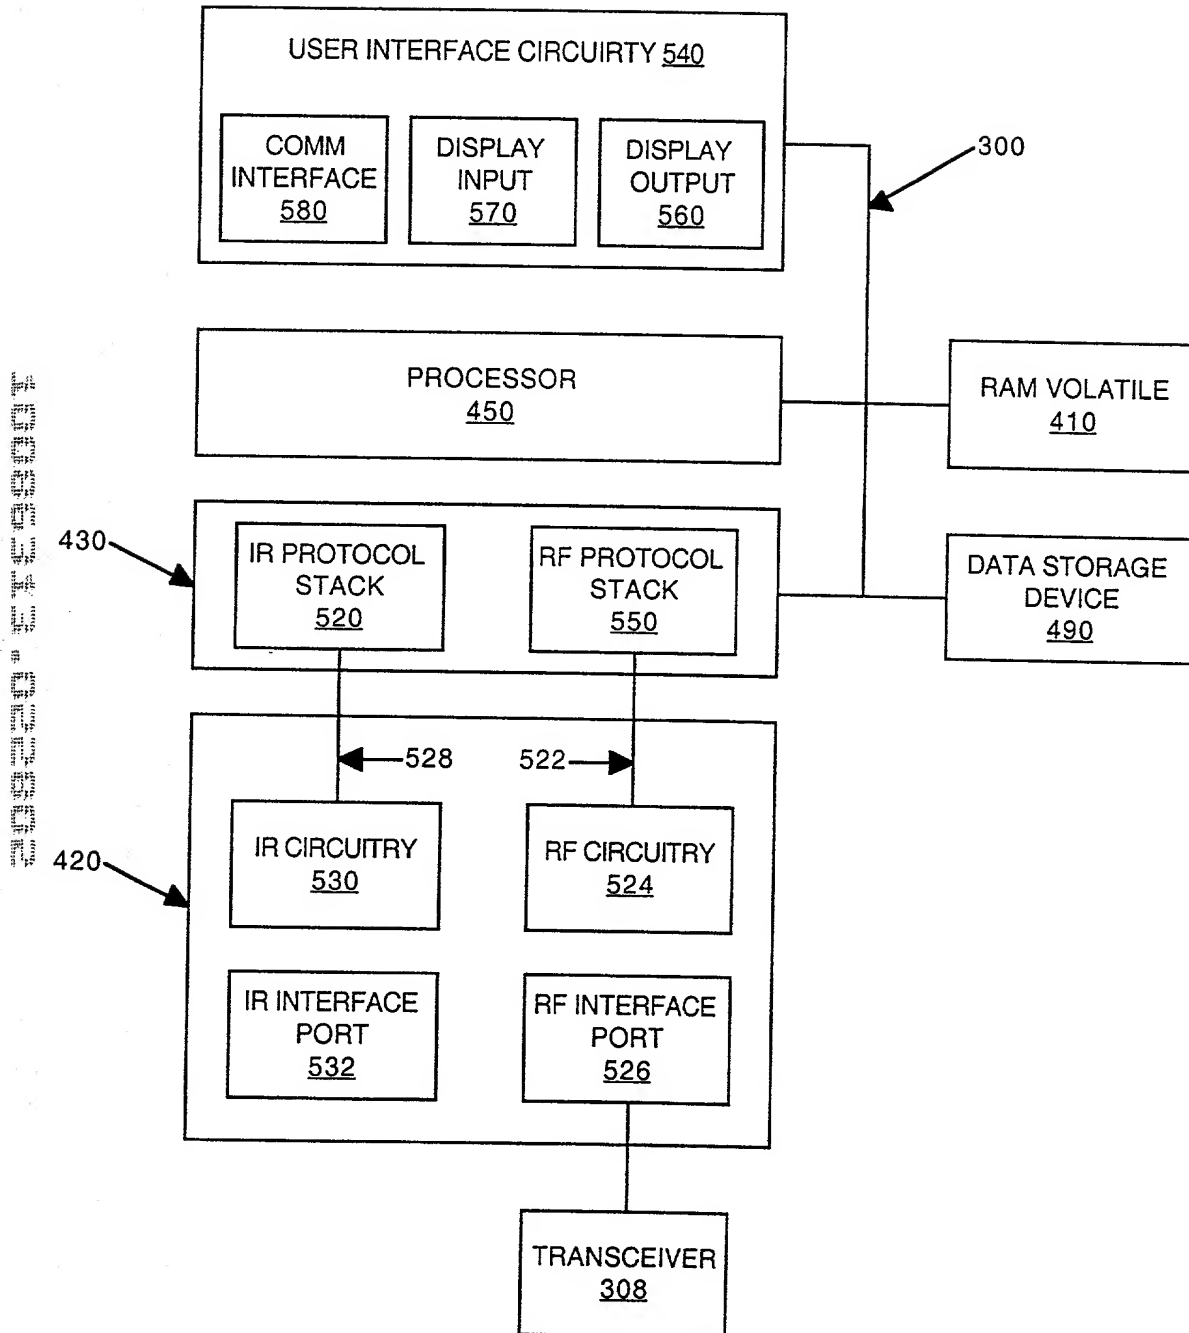 USER INTERFACE CIRCUIRTY 540
COMM
INTERFACE
580
DISPLAY
INPUT
570
DISPLAY
OUTPUT
560
300
PROCESSOR
450
RAM VOLATILE
410
430
IR PROTOCOL
STACK
520
RF PROTOCOL
STACK
550
DATA STORAGE
DEVICE
490
528
522
420
IR CIRCUITRY
530
RF CIRCUITRY
524
IR INTERFACE
PORT
532
RF INTERFACE
PORT
526
TRANSCEIVER
308